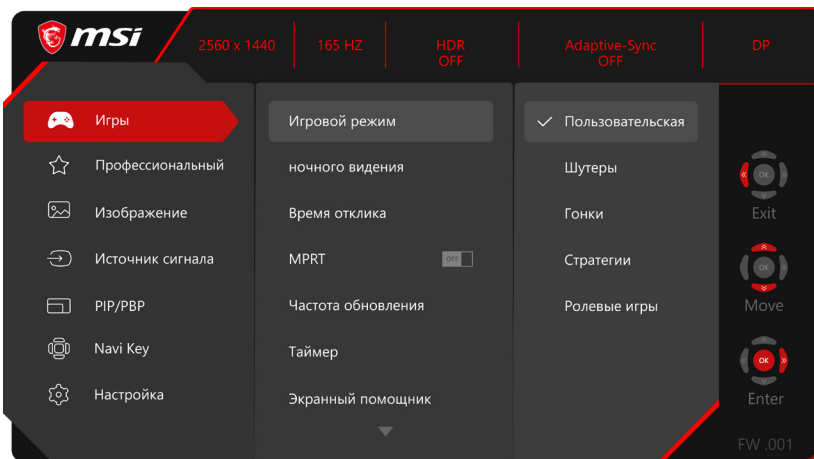 msi
2560 x 1440
165 HZ
HDR
OFF
Adaptive-Sync
OFF
DP
Игры
Профессиональный
Изображение
Источник сигнала
PIP/PBP
Navi Key
Настройка
Игровой режим
ночного видения
Время отклика
MPRT
OFF
Частота обновления
Таймер
Экранный помощник
Пользовательская
Шутеры
Гонки
Стратегии
Ролевые игры
OK
Exit
OK
Move
OK
Enter
FW .001